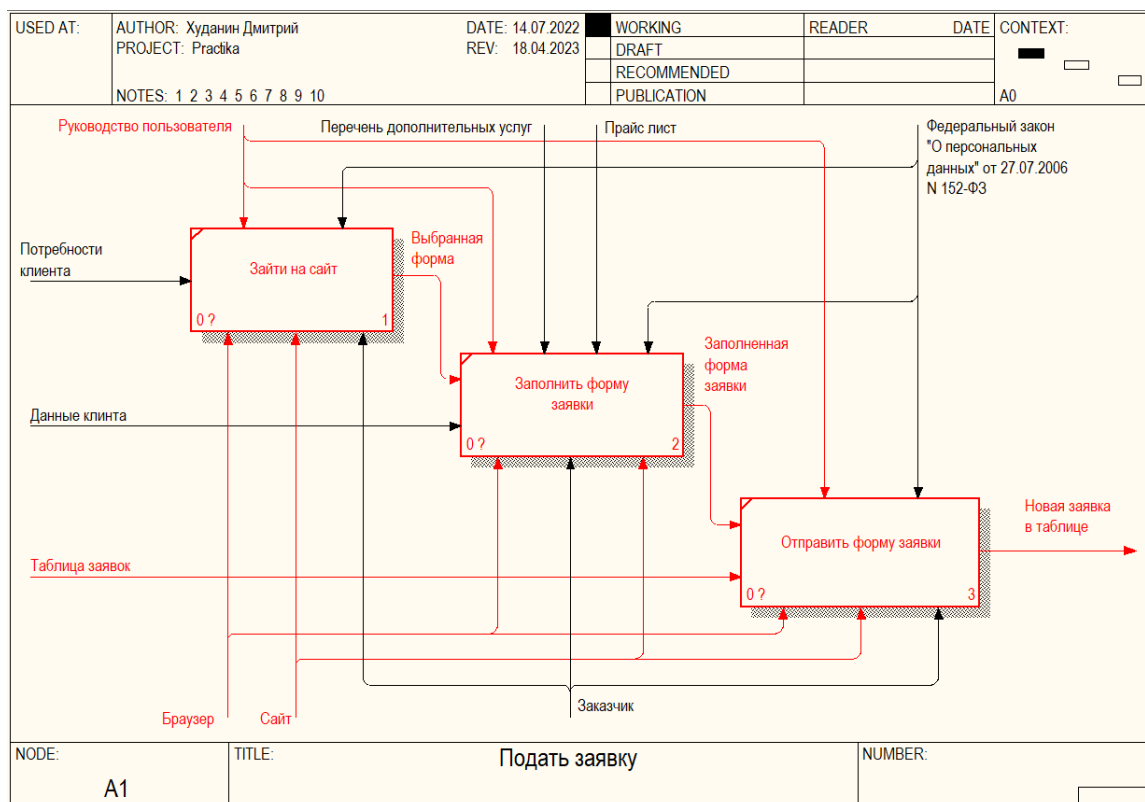 USED AT:
AUTHOR: Худанин Дмитрий
DATE: 14.07.2022
PROJECT: Practika
REV: 18.04.2023
NOTES: 1 2 3 4 5 6 7 8 9 10
WORKING
DRAFT
RECOMMENDED
PUBLICATION
READER
DATE
CONTEXT:
A0
Руководство пользователя
Перечень дополнительных услуг
Прайс лист
Федеральный закон
"О персональных
данных" от 27.07.2006
N 152-ФЗ
Потребности
клиента
Зайти на сайт
0 ?
1
Выбранная
форма
Данные клинта
Заполнить форму
заявки
0 ?
2
Заполненная
форма
заявки
Таблица заявок
Отправить форму заявки
0 ?
3
Новая заявка
в таблице
Браузер
Сайт
Заказчик
NODE:
A1
TITLE:
Подать заявку
NUMBER: